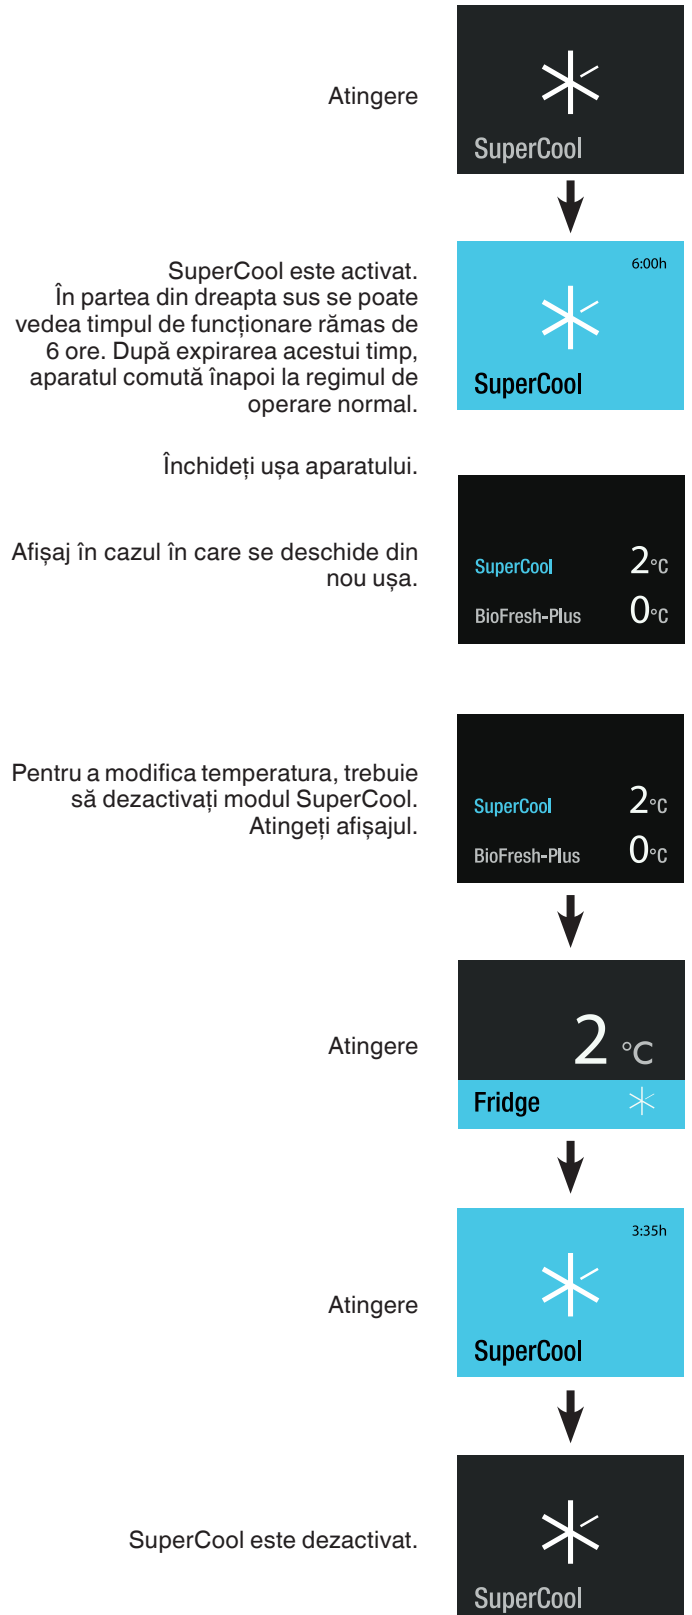 Atingere
SuperCool
SuperCool este activat.
În partea din dreapta sus se poate
vedea timpul de funcționare rămas de
6 ore. După expirarea acestui timp,
aparatul comută înapoi la regimul de
operare normal.
6:00h
SuperCool
Închideți ușa aparatului.
Afișaj în cazul în care se deschide din
nou ușa.
SuperCool 2°C
BioFresh-Plus 0°C
Pentru a modifica temperatura, trebuie
să dezactivați modul SuperCool.
Atingeți afișajul.
SuperCool 2°C
BioFresh-Plus 0°C
Atingere
2 °C
Fridge
Atingere
3:35h
SuperCool
SuperCool este dezactivat.
SuperCool